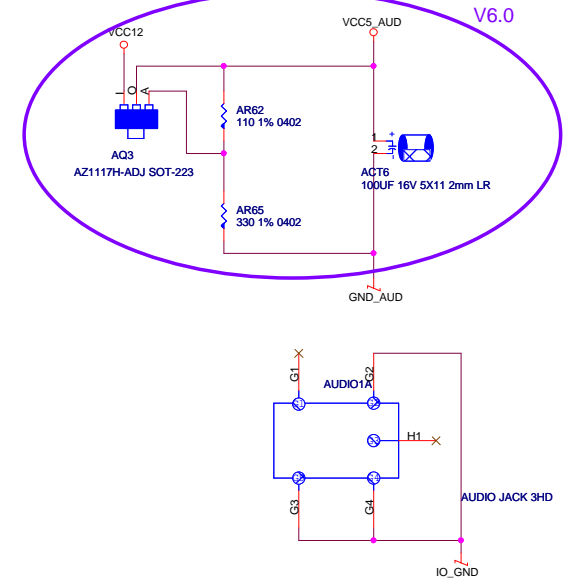 V6.0
VCC12
VCC5_AUD
I
O
A
AR62
110 1% 0402
AQ3
AZ1117H-ADJ SOT-223
1
+
2
-
ACT6
100UF 16V 5X11 2mm LR
AR65
330 1% 0402
GND_AUD
G1
G2
AUDIO1A
H1
G3
G4
AUDIO JACK 3HD
IO_GND